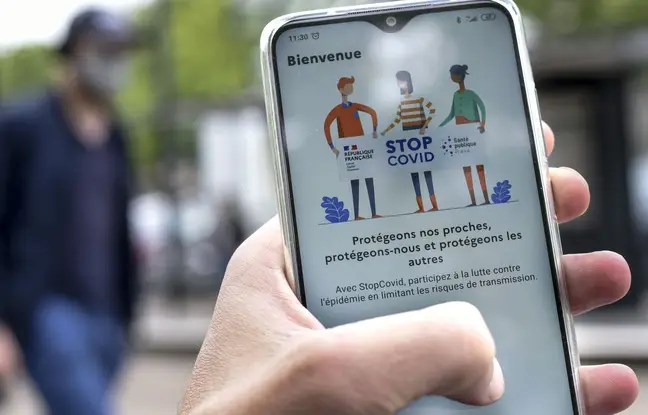 11:30
Bienvenue
RÉPUBLIQUE
FRANÇAISE
STOP
COVID
Santé
publique
France
Protégeons nos proches,
protégeons-nous et protégeons les
autres
Avec StopCovid, participez à la lutte contre
l'épidémie en limitant les risques de transmission.